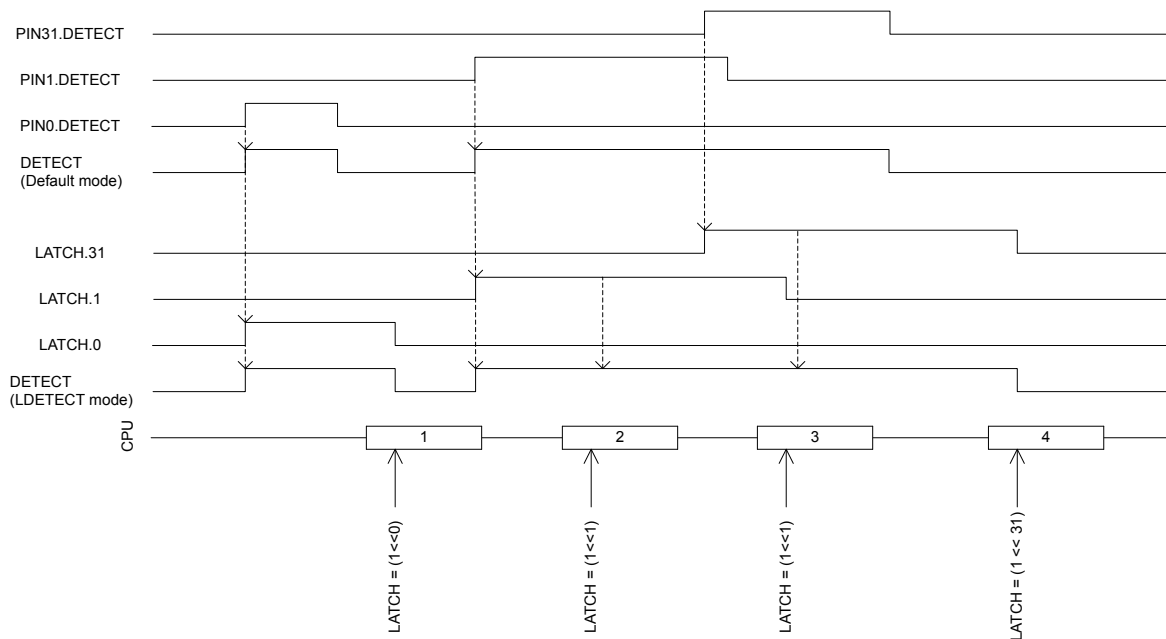 PIN31.DETECT
PIN1.DETECT
PIN0.DETECT
DETECT
(Default mode)
LATCH.31
LATCH.1
LATCH.0
DETECT
(LDETECT mode)
CPU
1
2
3
4
LATCH = (1<<0)
LATCH = (1<<1)
LATCH = (1<<1)
LATCH = (1 << 31)